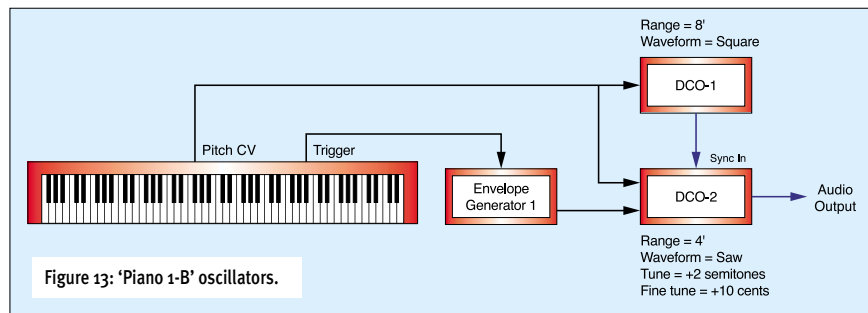 Range = 8'
Waveform = Square
DCO-1
Pitch CV
Trigger
Sync In
Envelope
Generator 1
DCO-2
Audio
Output
Range = 4'
Waveform = Saw
Tune = +2 semitones
Fine tune = +10 cents
Figure 13: ‘Piano 1-B’ oscillators.